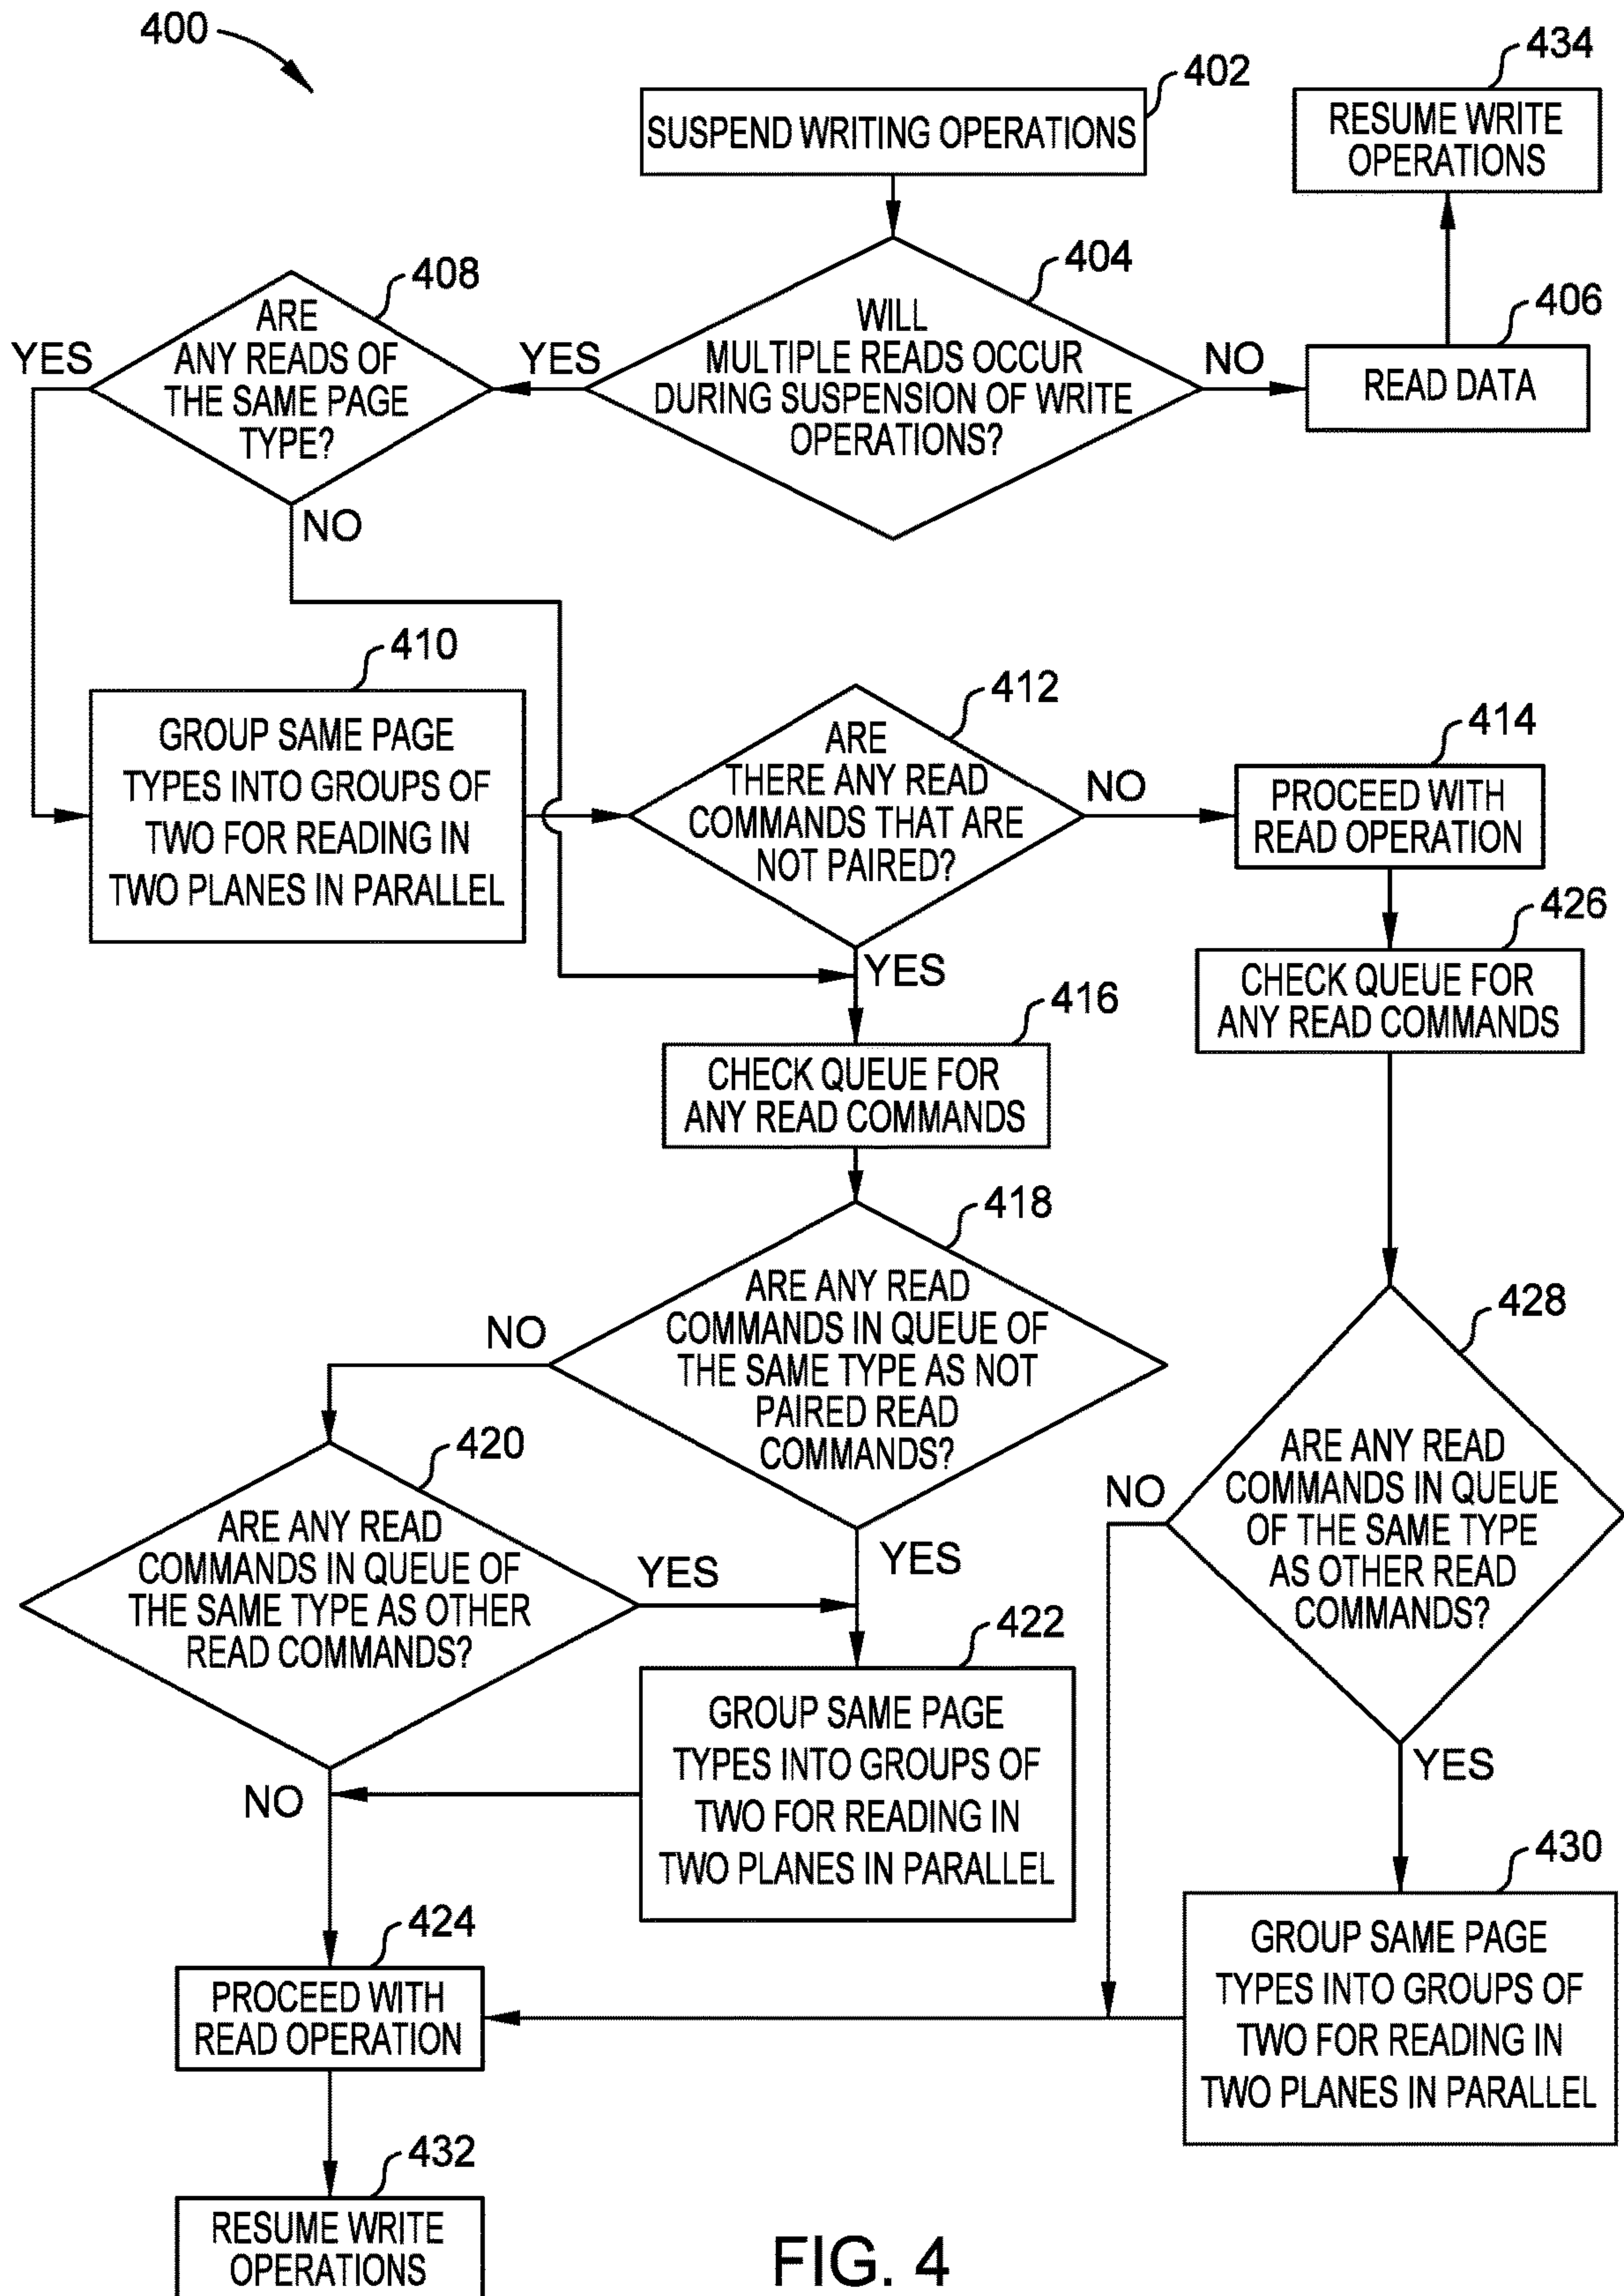 400
402
SUSPEND WRITING OPERATIONS
434
RESUME WRITE
OPERATIONS
404
WILL
MULTIPLE READS OCCUR
DURING SUSPENSION OF WRITE
OPERATIONS?
YES
NO
406
READ DATA
408
ARE
ANY READS OF
THE SAME PAGE
TYPE?
YES
NO
410
GROUP SAME PAGE
TYPES INTO GROUPS OF
TWO FOR READING IN
TWO PLANES IN PARALLEL
412
ARE
THERE ANY READ
COMMANDS THAT ARE
NOT PAIRED?
NO
YES
414
PROCEED WITH
READ OPERATION
426
CHECK QUEUE FOR
ANY READ COMMANDS
416
CHECK QUEUE FOR
ANY READ COMMANDS
418
ARE ANY READ
COMMANDS IN QUEUE OF
THE SAME TYPE AS NOT
PAIRED READ
COMMANDS?
NO
YES
428
ARE ANY READ
COMMANDS IN QUEUE
OF THE SAME TYPE
AS OTHER READ
COMMANDS?
NO
YES
420
ARE ANY READ
COMMANDS IN QUEUE OF
THE SAME TYPE AS OTHER
READ COMMANDS?
YES
NO
422
GROUP SAME PAGE
TYPES INTO GROUPS OF
TWO FOR READING IN
TWO PLANES IN PARALLEL
430
GROUP SAME PAGE
TYPES INTO GROUPS OF
TWO FOR READING IN
TWO PLANES IN PARALLEL
424
PROCEED WITH
READ OPERATION
432
RESUME WRITE
OPERATIONS
FIG. 4